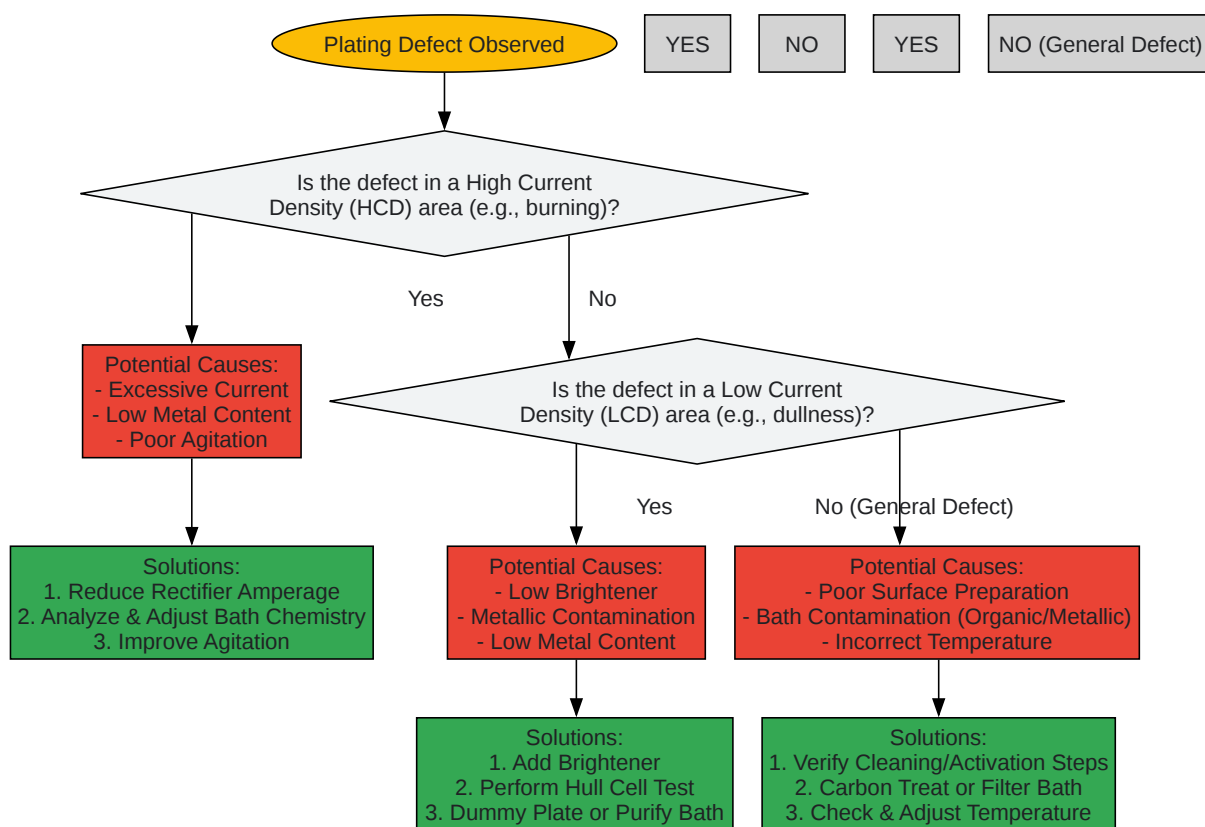 Plating Defect Observed
YES
NO
YES
NO (General Defect)
Is the defect in a High Current
Density (HCD) area (e.g., burning)?
Yes
No
Potential Causes:
- Excessive Current
- Low Metal Content
- Poor Agitation
Is the defect in a Low Current
Density (LCD) area (e.g., dullness)?
Yes
No (General Defect)
Solutions:
1. Reduce Rectifier Amperage
2. Analyze & Adjust Bath Chemistry
3. Improve Agitation
Potential Causes:
- Low Brightener
- Metallic Contamination
- Low Metal Content
Potential Causes:
- Poor Surface Preparation
- Bath Contamination (Organic/Metallic)
- Incorrect Temperature
Solutions:
1. Add Brightener
2. Perform Hull Cell Test
3. Dummy Plate or Purify Bath
Solutions:
1. Verify Cleaning/Activation Steps
2. Carbon Treat or Filter Bath
3. Check & Adjust Temperature